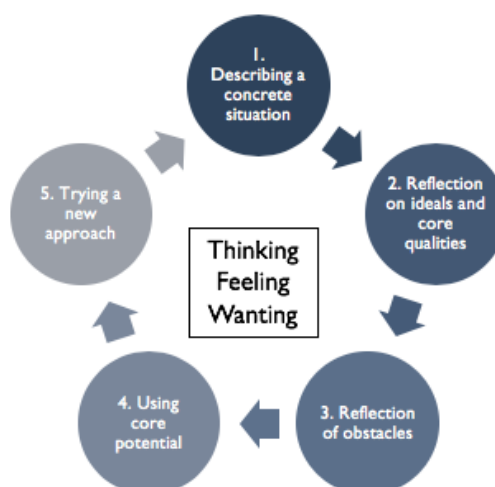 1.
Describing a
concrete
situation
2. Reflection
on ideals and
core
qualities
3. Reflection
of obstacles
4. Using
core
potential
5. Trying a
new
approach
Thinking
Feeling
Wanting